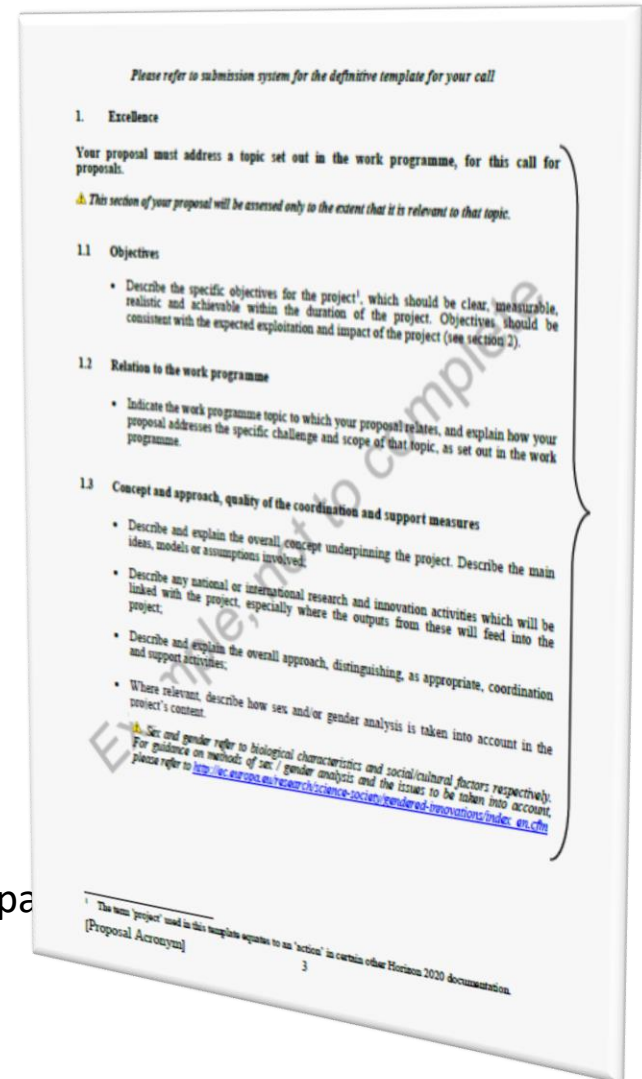 Please refer to submission system for the definitive template for your call
1. Excellence
Your proposal must address a topic set out in the work programme, for this call for
proposals.
This section of your proposal will be assessed only to the extent that it is relevant to that topic.
1.1 Objectives
• Describe the specific objectives for the project¹, which should be clear, measurable,
realistic and achievable within the duration of the project. Objectives should be
consistent with the expected exploitation and impact of the project (see section 2).
1.2 Relation to the work programme
• Indicate the work programme topic to which your proposal relates, and explain how your
proposal addresses the specific challenge and scope of that topic, as set out in the work
programme.
1.3 Concept and approach, quality of the coordination and support measures
• Describe and explain the overall concept underpinning the project. Describe the main
ideas, models or assumptions involved;
• Describe any national or international research and innovation activities which will be
linked with the project, especially where the outputs from these will feed into the
project;
• Describe and explain the overall approach, distinguishing, as appropriate, coordination
and support activities;
• Where relevant, describe how sex and/or gender analysis is taken into account in the
project's content.
Sex and gender refer to biological characteristics and social/cultural factors respectively.
For guidance on methods of sex / gender analysis and the issues to be taken into account,
please refer to http://ec.europa.eu/research/science-society/gendered-innovations/index_en.cfm
Example, not to complete
pa
¹ The term 'project' used in this template equates to an 'action' in certain other Horizon 2020 documentation.
[Proposal Acronym]
3